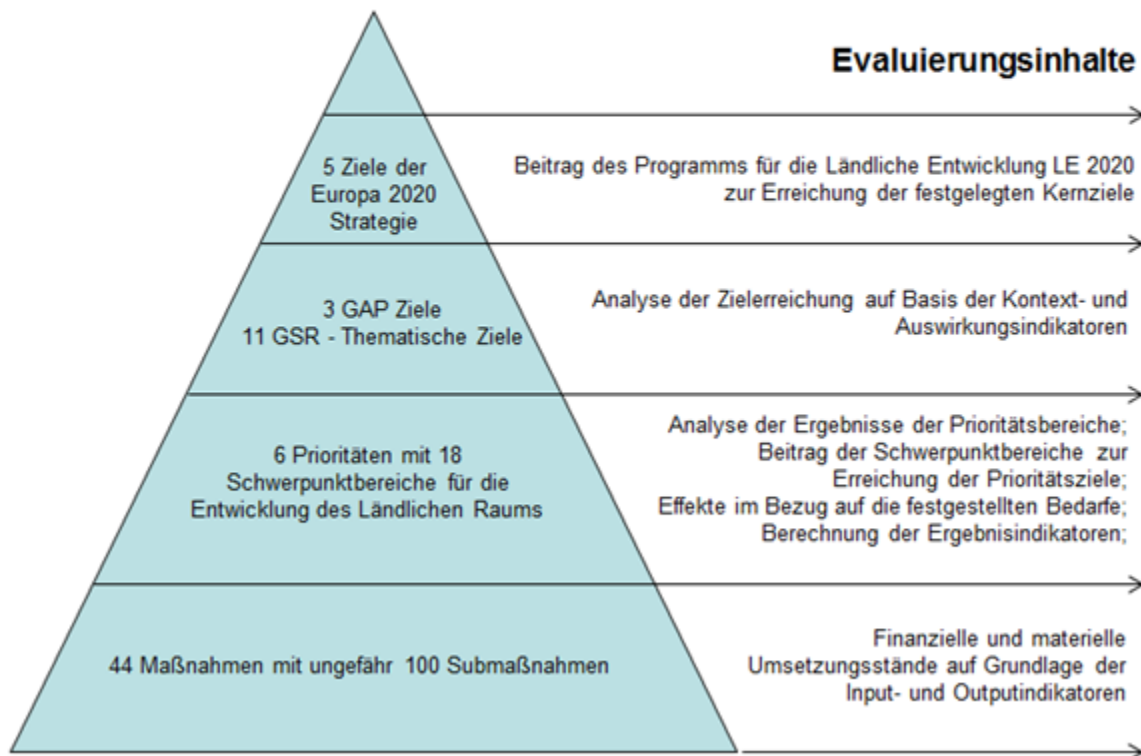 Evaluierungsinhalte
5 Ziele der
Europa 2020
Strategie
Beitrag des Programms für die Ländliche Entwicklung LE 2020
zur Erreichung der festgelegten Kernziele
3 GAP Ziele
11 GSR - Thematische Ziele
Analyse der Zielerreichung auf Basis der Kontext- und
Auswirkungsindikatoren
6 Prioritäten mit 18
Schwerpunktbereiche für die
Entwicklung des Ländlichen Raums
Analyse der Ergebnisse der Prioritätsbereiche;
Beitrag der Schwerpunktbereiche zur
Erreichung der Prioritätsziele;
Effekte im Bezug auf die festgestellten Bedarfe;
Berechnung der Ergebnisindikatoren;
44 Maßnahmen mit ungefähr 100 Submaßnahmen
Finanzielle und materielle
Umsetzungsstände auf Grundlage der
Input- und Outputindikatoren